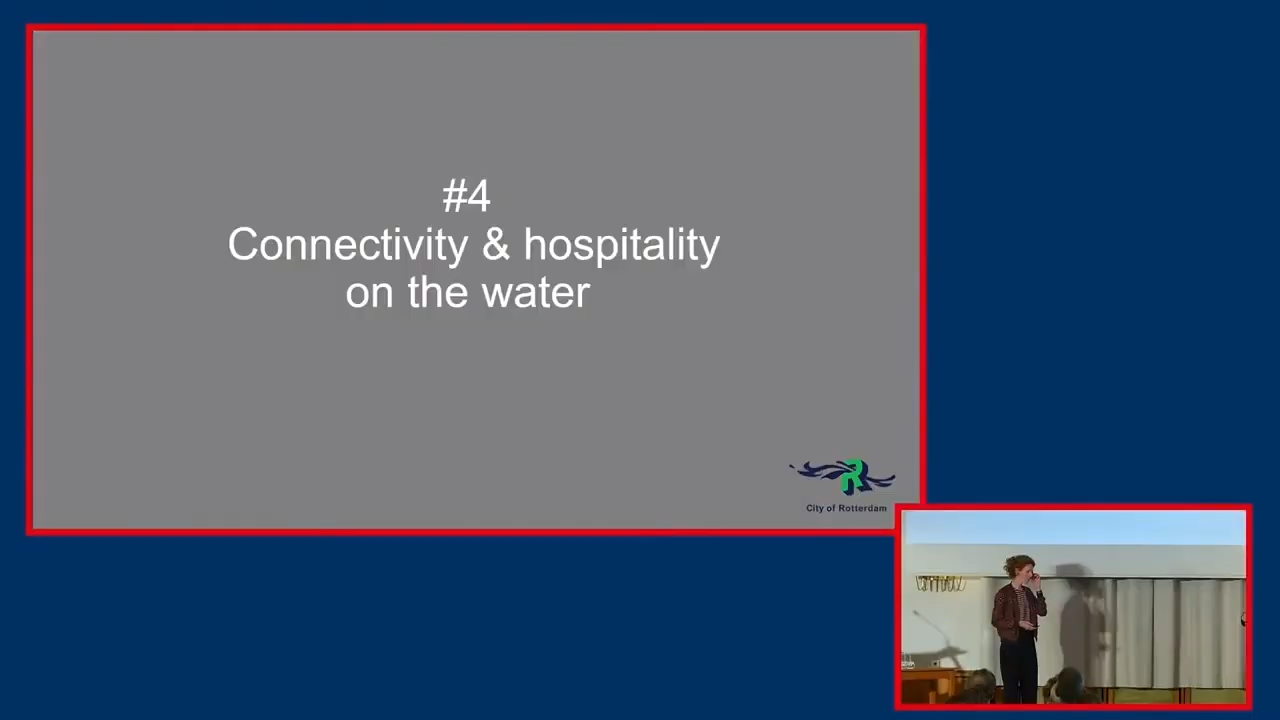 #4
Connectivity & hospitality
on the water
R
City of Rotterdam